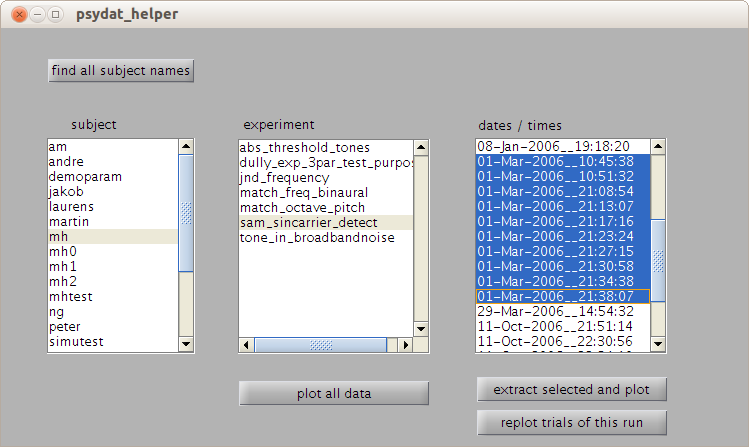 psydat_helper
find all subject names
subject
am
andre
demoparam
jakob
laurens
martin
mh
mh0
mh1
mh2
mhtest
ng
peter
simutest
experiment
abs_threshold_tones
dully_exp_3par_test_purpos
jnd_frequency
match_freq_binaural
match_octave_pitch
sam_sincarrier_detect
tone_in_broadbandnoise
plot all data
dates / times
08-Jan-2006__19:18:20
01-Mar-2006__10:45:38
01-Mar-2006__10:51:32
01-Mar-2006__21:08:54
01-Mar-2006__21:13:07
01-Mar-2006__21:17:16
01-Mar-2006__21:23:24
01-Mar-2006__21:27:15
01-Mar-2006__21:30:58
01-Mar-2006__21:34:38
01-Mar-2006__21:38:07
29-Mar-2006__14:54:32
11-Oct-2006__21:51:14
11-Oct-2006__22:30:56
extract selected and plot
replot trials of this run